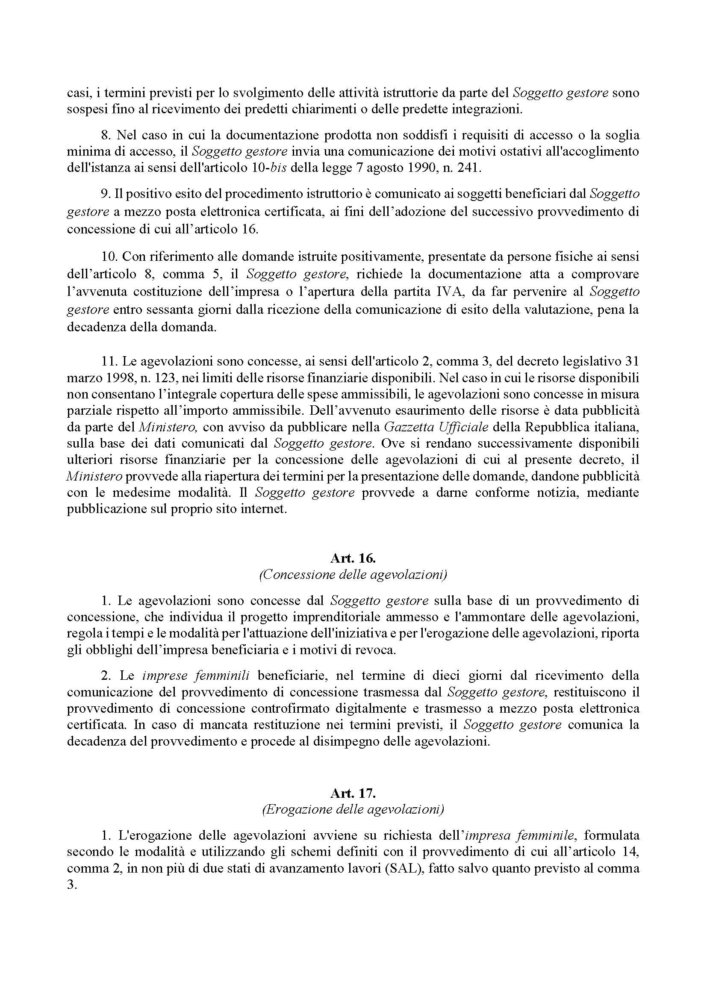 casi, i termini previsti per lo svolgimento delle attività istruttorie da parte del Soggetto gestore sono
sospesi fino al ricevimento dei predetti chiarimenti o delle predette integrazioni.
8. Nel caso in cui la documentazione prodotta non soddisfi i requisiti di accesso o la soglia
minima di accesso, il Soggetto gestore invia una comunicazione dei motivi ostativi all'accoglimento
dell'istanza ai sensi dell'articolo 10-bis della legge 7 agosto 1990, n. 241.
9. Il positivo esito del procedimento istruttorio è comunicato ai soggetti beneficiari dal Soggetto
gestore a mezzo posta elettronica certificata, ai fini dell’adozione del successivo provvedimento di
concessione di cui all’articolo 16.
10. Con riferimento alle domande istruite positivamente, presentate da persone fisiche ai sensi
dell’articolo 8, comma 5, il Soggetto gestore, richiede la documentazione atta a comprovare
l’avvenuta costituzione dell’impresa o l’apertura della partita IVA, da far pervenire al Soggetto
gestore entro sessanta giorni dalla ricezione della comunicazione di esito della valutazione, pena la
decadenza della domanda.
11. Le agevolazioni sono concesse, ai sensi dell'articolo 2, comma 3, del decreto legislativo 31
marzo 1998, n. 123, nei limiti delle risorse finanziarie disponibili. Nel caso in cui le risorse disponibili
non consentano l’integrale copertura delle spese ammissibili, le agevolazioni sono concesse in misura
parziale rispetto all’importo ammissibile. Dell’avvenuto esaurimento delle risorse è data pubblicità
da parte del Ministero, con avviso da pubblicare nella Gazzetta Ufficiale della Repubblica italiana,
sulla base dei dati comunicati dal Soggetto gestore. Ove si rendano successivamente disponibili
ulteriori risorse finanziarie per la concessione delle agevolazioni di cui al presente decreto, il
Ministero provvede alla riapertura dei termini per la presentazione delle domande, dandone pubblicità
con le medesime modalità. Il Soggetto gestore provvede a darne conforme notizia, mediante
pubblicazione sul proprio sito internet.
Art. 16.
(Concessione delle agevolazioni)
1. Le agevolazioni sono concesse dal Soggetto gestore sulla base di un provvedimento di
concessione, che individua il progetto imprenditoriale ammesso e l'ammontare delle agevolazioni,
regola i tempi e le modalità per l'attuazione dell'iniziativa e per l'erogazione delle agevolazioni, riporta
gli obblighi dell’impresa beneficiaria e i motivi di revoca.
2. Le imprese femminili beneficiarie, nel termine di dieci giorni dal ricevimento della
comunicazione del provvedimento di concessione trasmessa dal Soggetto gestore, restituiscono il
provvedimento di concessione controfirmato digitalmente e trasmesso a mezzo posta elettronica
certificata. In caso di mancata restituzione nei termini previsti, il Soggetto gestore comunica la
decadenza del provvedimento e procede al disimpegno delle agevolazioni.
Art. 17.
(Erogazione delle agevolazioni)
1. L'erogazione delle agevolazioni avviene su richiesta dell’impresa femminile, formulata
secondo le modalità e utilizzando gli schemi definiti con il provvedimento di cui all’articolo 14,
comma 2, in non più di due stati di avanzamento lavori (SAL), fatto salvo quanto previsto al comma
3.